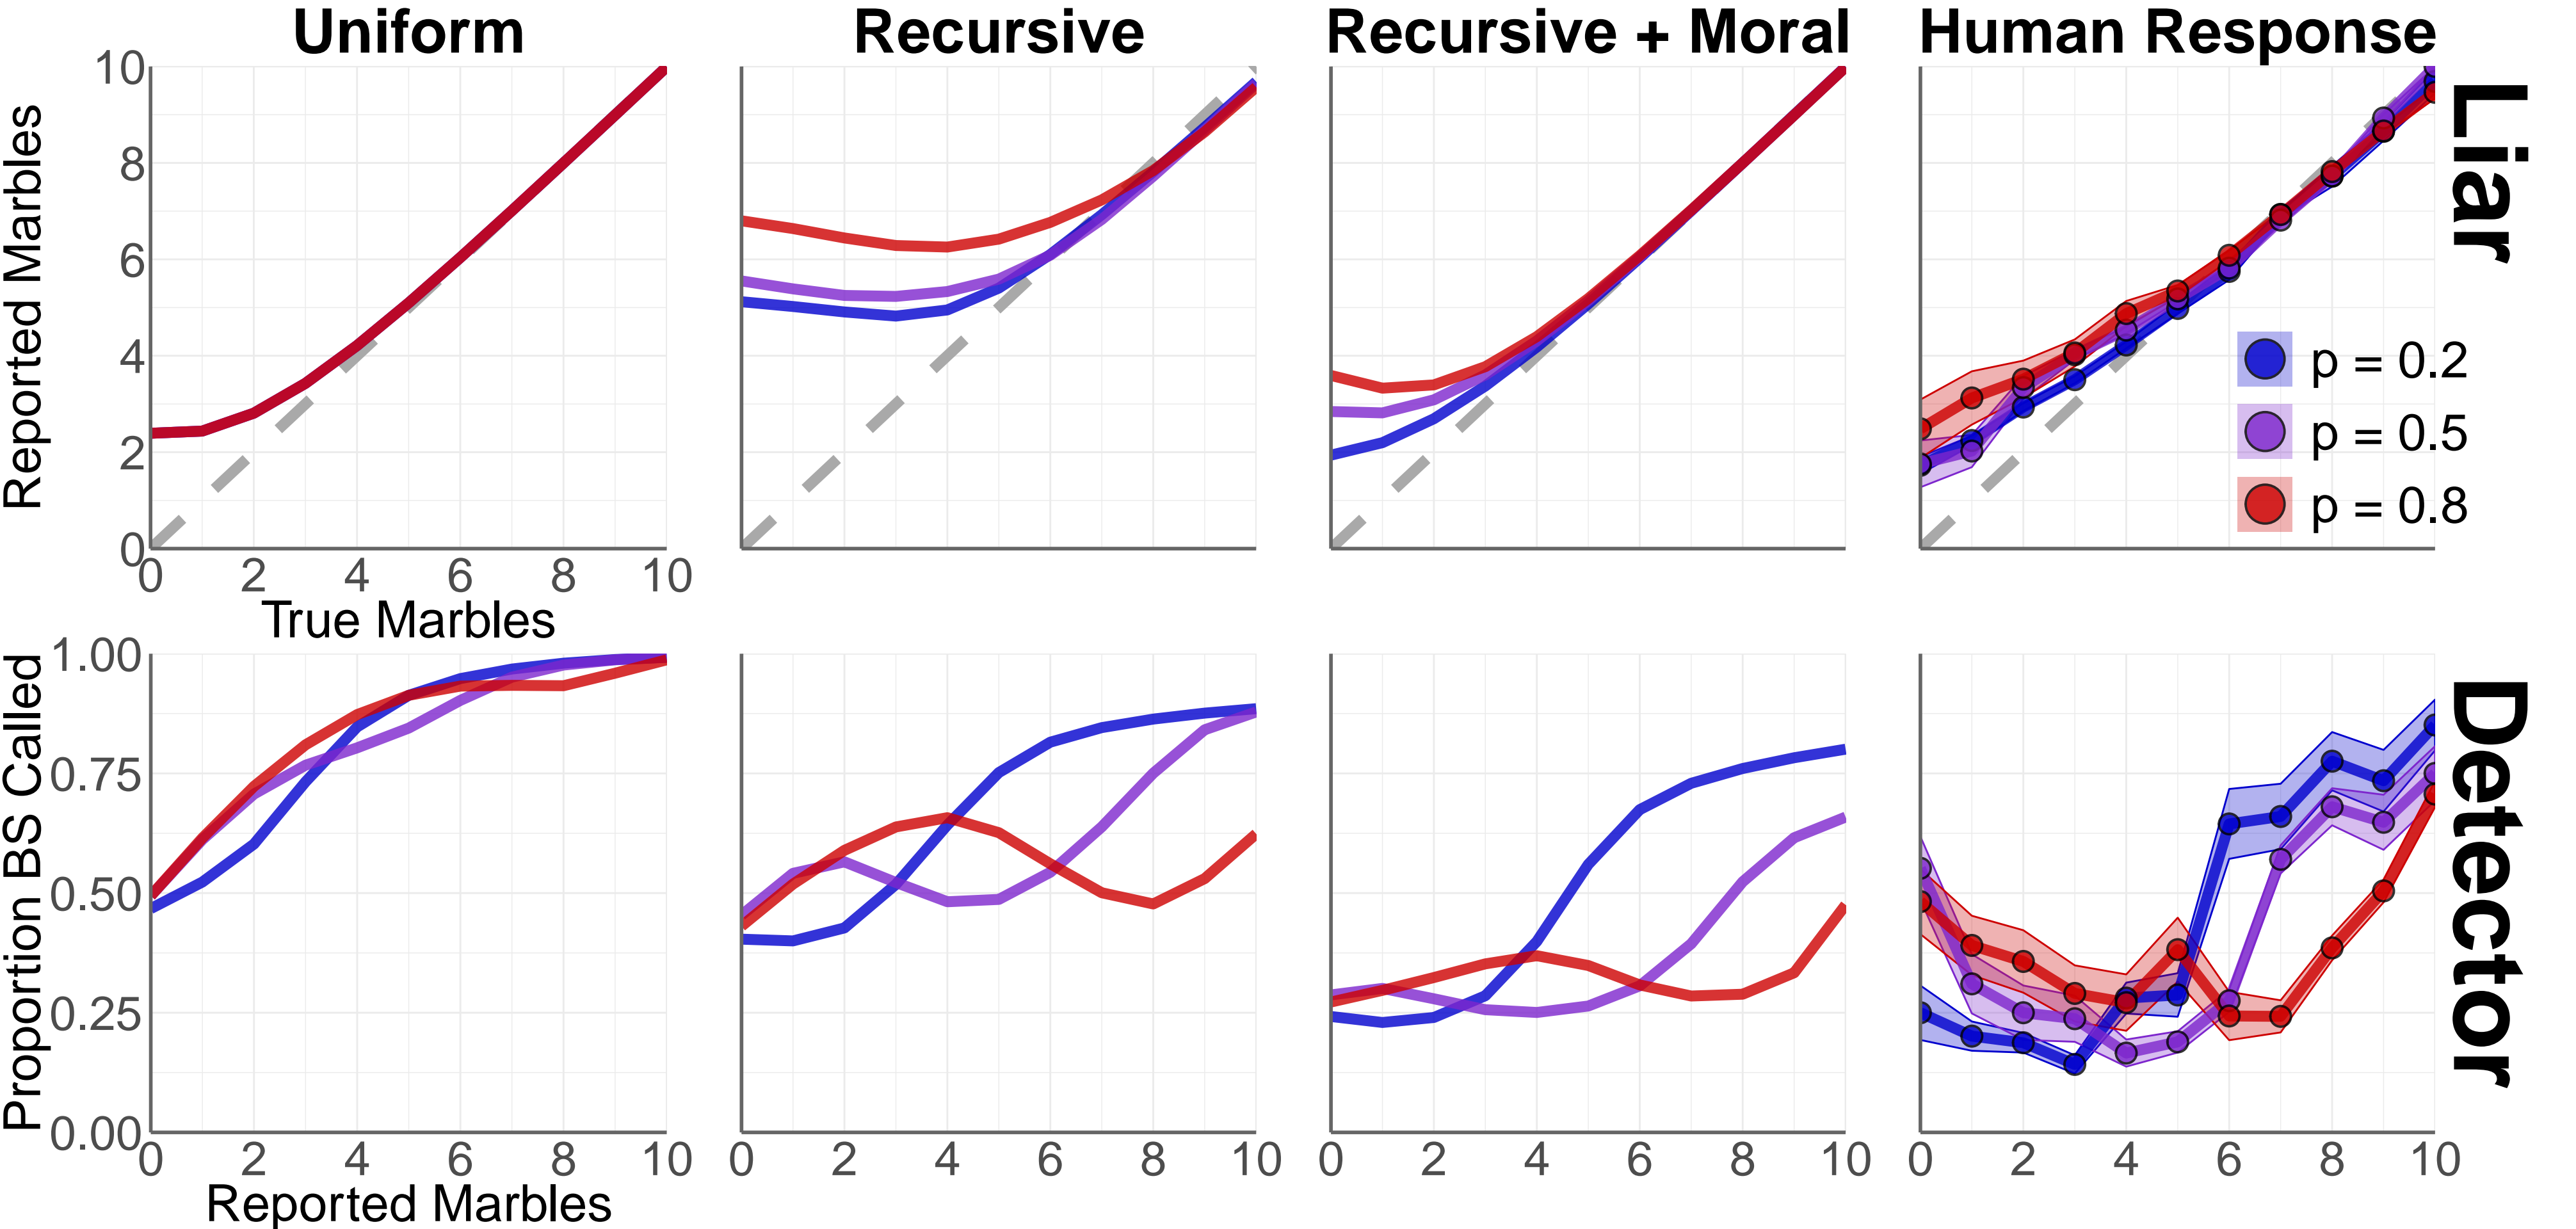 Uniform
Recursive
Recursive + Moral
Human Response
Reported Marbles
10
8
6
4
2
0
0 2 4 6 8 10
True Marbles
p = 0.2
p = 0.5
p = 0.8
Liar
Proportion BS Called
1.00
0.75
0.50
0.25
0.00
0 2 4 6 8 10
0 2 4 6 8 10
0 2 4 6 8 10
0 2 4 6 8 10
Reported Marbles
Detector